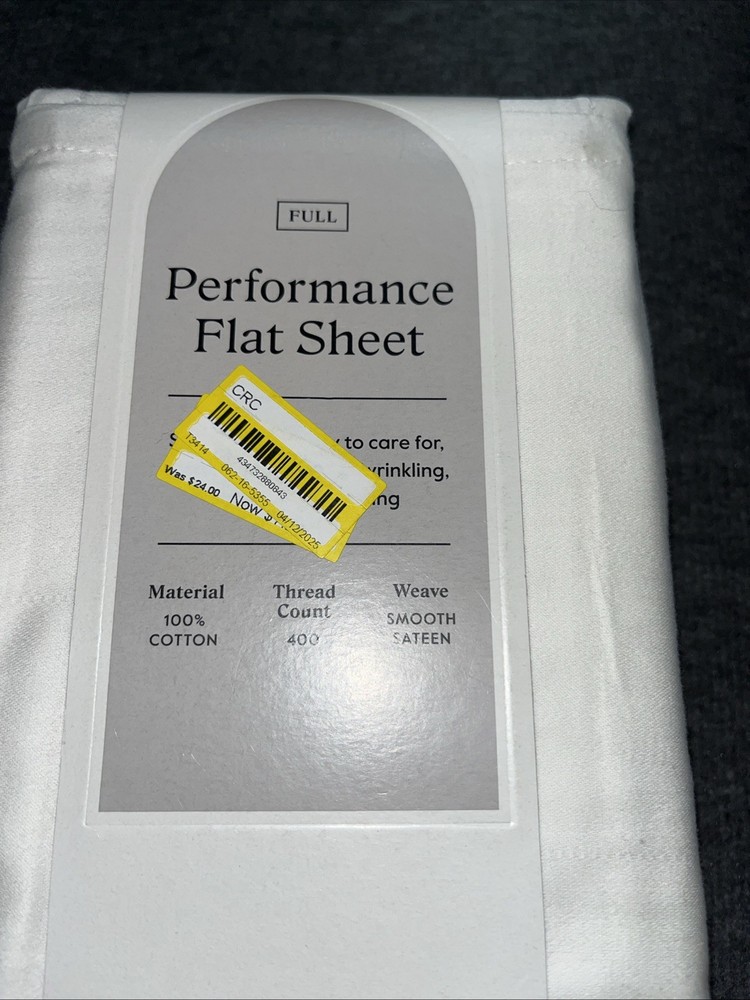 FULL
Performance
Flat Sheet
to care for,
wrinkling,
CRC
434732880843
T3414 062-16-5355 04/12/2025
Was $24.00 Now
Material
100%
COTTON
Thread
Count
400
Weave
SMOOTH
SATEEN